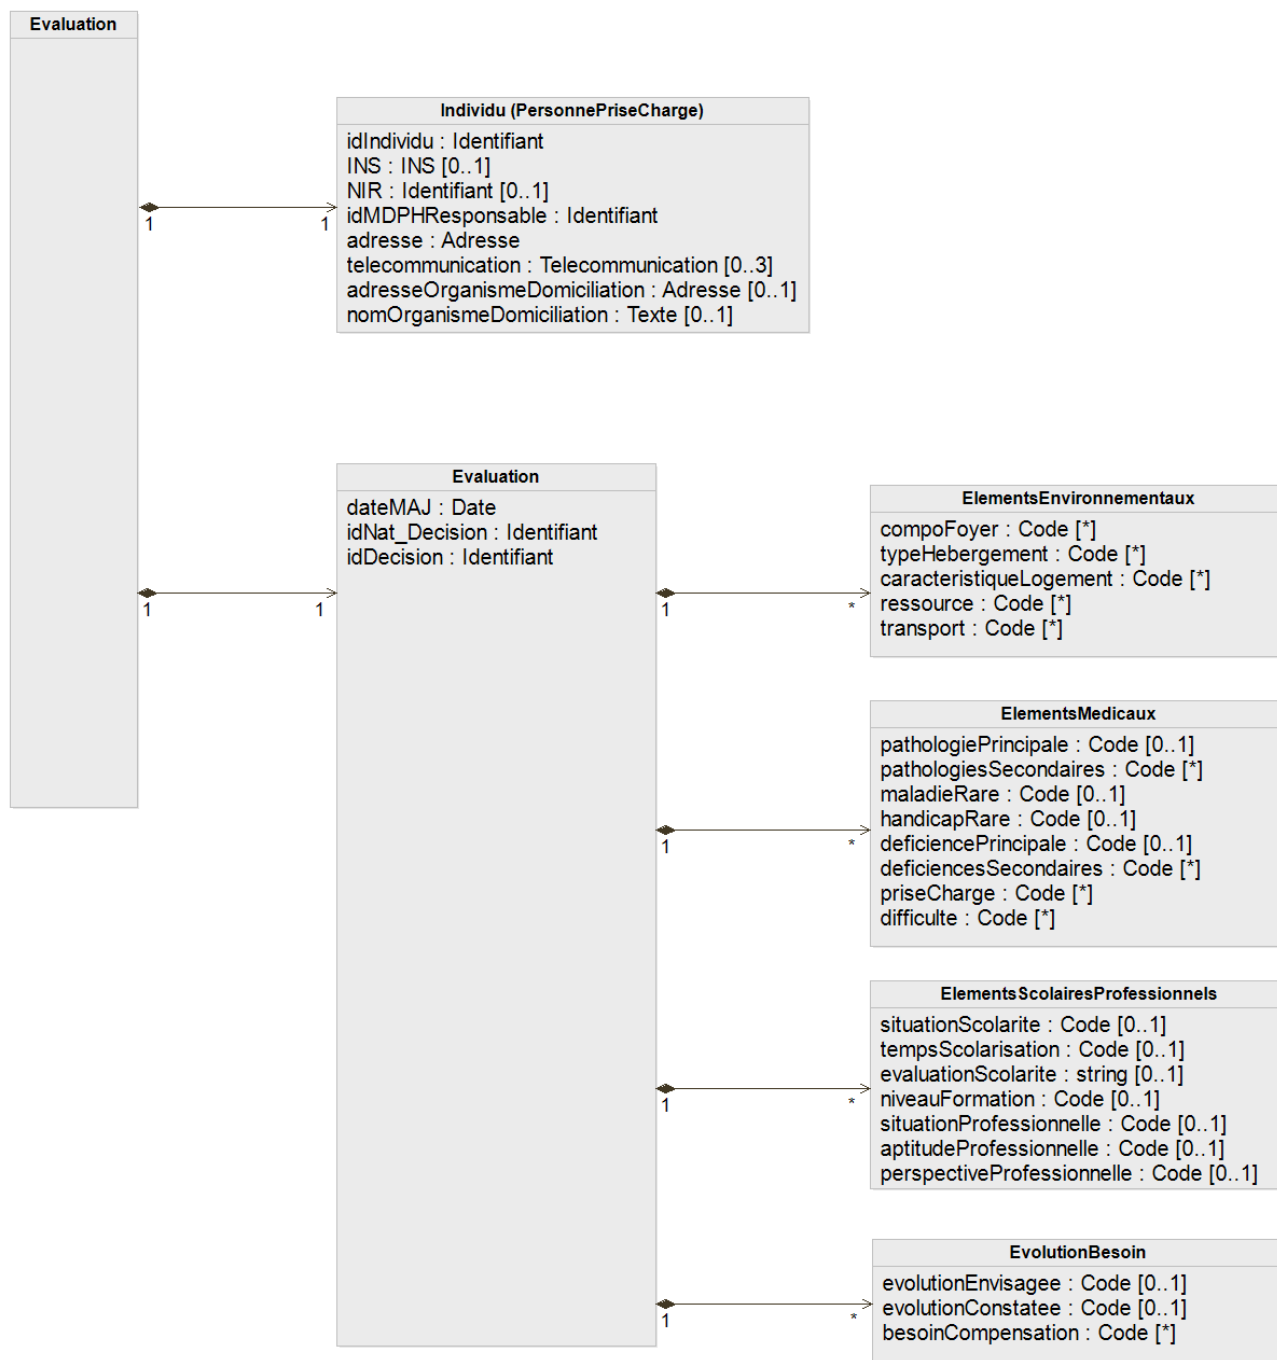 Evaluation
Individu (PersonnePriseCharge)
idIndividu : Identifiant
INS : INS [0..1]
NIR : Identifiant [0..1]
idMDPHResponsable : Identifiant
adresse : Adresse
telecommunication : Telecommunication [0..3]
adresseOrganismeDomiciliation : Adresse [0..1]
nomOrganismeDomiciliation : Texte [0..1]
1
1
Evaluation
dateMAJ : Date
idNat_Decision : Identifiant
idDecision : Identifiant
1
1
ElementsEnvironnementaux
compoFoyer : Code [*]
typeHebergement : Code [*]
caracteristiqueLogement : Code [*]
ressource : Code [*]
transport : Code [*]
1
*
ElementsMedicaux
pathologiePrincipale : Code [0..1]
pathologiesSecondaires : Code [*]
maladieRare : Code [0..1]
handicapRare : Code [0..1]
deficiencePrincipale : Code [0..1]
deficiencesSecondaires : Code [*]
priseCharge : Code [*]
difficulte : Code [*]
1
*
ElementsScolairesProfessionnels
situationScolarite : Code [0..1]
tempsScolarisation : Code [0..1]
evaluationScolarite : string [0..1]
niveauFormation : Code [0..1]
situationProfessionnelle : Code [0..1]
aptitudeProfessionnelle : Code [0..1]
perspectiveProfessionnelle : Code [0..1]
1
*
EvolutionBesoin
evolutionEnvisagee : Code [0..1]
evolutionConstatee : Code [0..1]
besoinCompensation : Code [*]
1
*